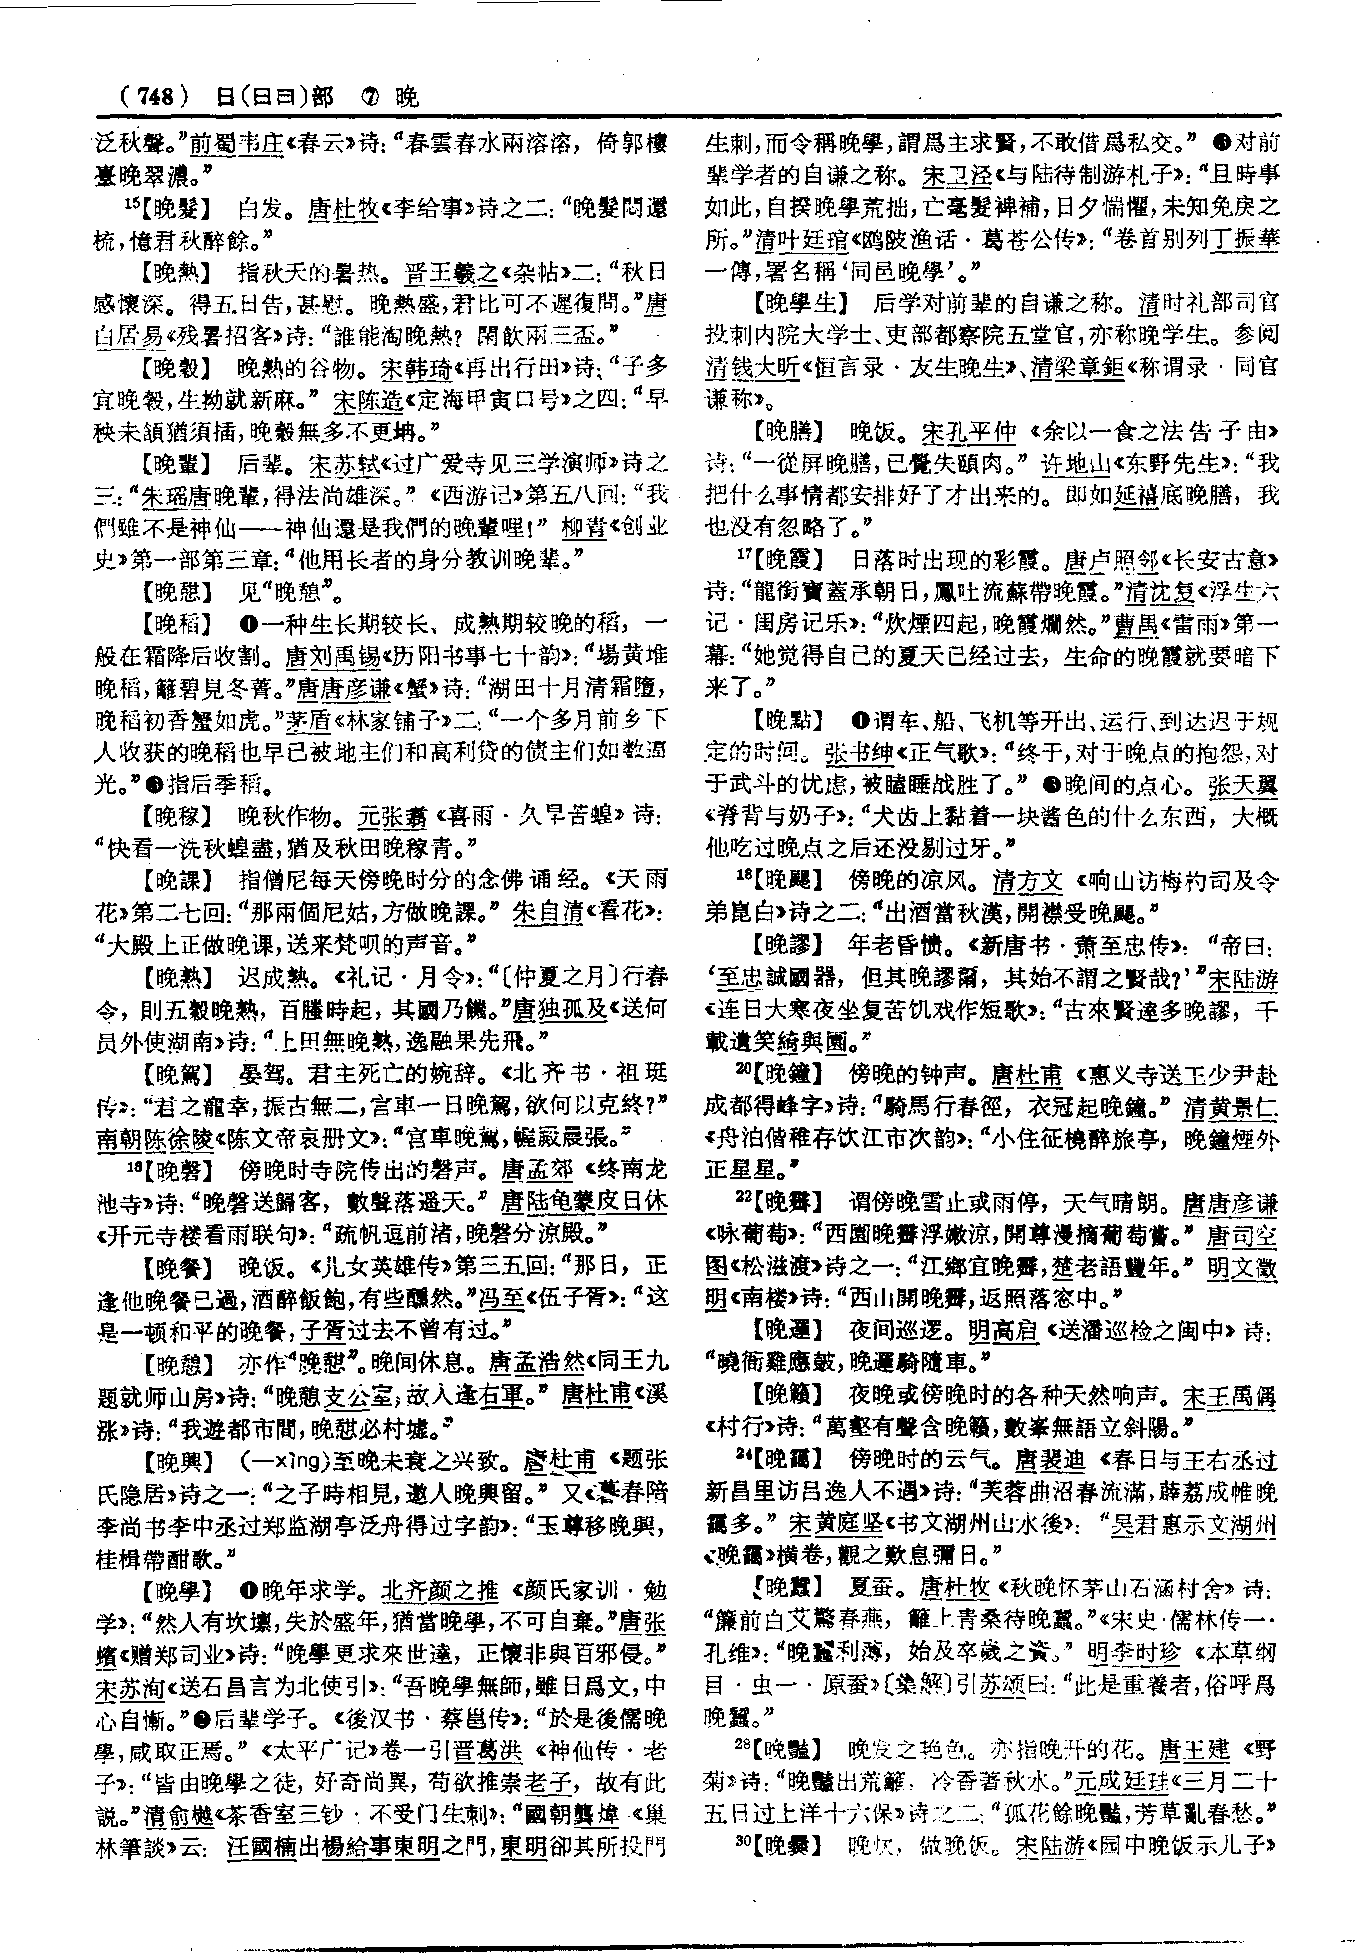 (748) 日(日曰)部 ⑦ 晚
泛秋聲。”前蜀韦庄《春云》诗：“春雲春水兩溶溶，倚郭樓
臺晚翠濃。”
15【晚髮】 白发。唐杜牧《李给事》诗之二：“晚髮悶還
梳，憶君秋醉餘。”
【晚熱】 指秋天的暑热。晋王羲之《杂帖》二：“秋日
感懷深。得五日告，甚慰。晚熱盛，君比可不遲復問。”唐
白居易《残暑招客》诗：“誰能淘晚熱？閑飲兩三盃。”
【晚穀】 晚熟的谷物。宋韩琦《再出行田》诗：“子多
宜晚穀，生拗就新麻。” 宋陈造《定海甲寅口号》之四：“早
秧未頷猶須插，晚穀無多不更坍。”
【晚輩】 后辈。宋苏轼《过广爱寺见三学演师》诗之
三：“朱瑶唐晚輩，得法尚雄深。”《西游记》第五八回：“我
們雖不是神仙——神仙還是我們的晚輩哩！” 柳青《创业
史》第一部第三章：“他用长者的身分教训晚辈。”
【晚憇】 见“晚憩”。
【晚稻】 ❶一种生长期较长、成熟期较晚的稻，一
般在霜降后收割。唐刘禹锡《历阳书事七十韵》：“場黄堆
晚稻，籬碧見冬菁。”唐唐彦谦《蟹》诗：“湖田十月清霜墮，
晚稻初香蟹如虎。”茅盾《林家铺子》二：“一个多月前乡下
人收获的晚稻也早已被地主们和高利贷的债主们如数逼
光。”❷指后季稻。
【晚稼】 晚秋作物。元张翥《喜雨·久旱苦蝗》诗：
“快看一洗秋蝗盡，猶及秋田晚稼青。”
【晚課】 指僧尼每天傍晚时分的念佛诵经。《天雨
花》第二七回：“那兩個尼姑，方做晚課。” 朱自清《看花》：
“大殿上正做晚课，送来梵呗的声音。”
【晚熟】 迟成熟。《礼记·月令》：“〔仲夏之月〕行春
令，則五穀晚熟，百螣時起，其國乃饑。”唐独孤及《送何
员外使湖南》诗：“上田無晚熟，逸融果先飛。”
【晚駕】 晏驾。君主死亡的婉辞。《北齐书·祖珽
传》：“君之寵幸，振古無二，宫車一日晚駕，欲何以克終？”
南朝陈徐陵《陈文帝哀册文》：“宫車晚駕，幄殿扆張。”
16【晚磬】 傍晚时寺院传出的磬声。唐孟郊《终南龙
池寺》诗：“晚磬送歸客，數聲落遥天。” 唐陆龟蒙皮日休
《开元寺楼看雨联句》：“疏帆逗前渚，晚磬分凉殿。”
【晚餐】 晚饭。《儿女英雄传》第三五回：“那日，正
逢他晚餐已過，酒醉飯飽，有些醺然。”冯至《伍子胥》：“这
是一顿和平的晚餐，子胥过去不曾有过。”
【晚憩】 亦作“晚憇”。晚间休息。唐孟浩然《同王九
题就师山房》诗：“晚憩支公室，故人逢右軍。” 唐杜甫《溪
涨》诗：“我遊都市間，晚憇必村墟。”
【晚興】 (—xìng)至晚未衰之兴致。唐杜甫《题张
氏隐居》诗之一：“之子時相見，邀人晚興留。” 又《暮春陪
李尚书李中丞过郑监湖亭泛舟得过字韵》：“玉尊移晚興，
桂楫帶酣歌。”
【晚學】 ❶晚年求学。北齐颜之推《颜氏家训·勉
学》：“然人有坎壈，失於盛年，猶當晚學，不可自棄。”唐张
蠙《赠郑司业》诗：“晚學更求來世達，正懷非與百邪侵。”
宋苏洵《送石昌言为北使引》：“吾晚學無師，雖日爲文，中
心自慚。”❷后辈学子。《後汉书·蔡邕传》：“於是後儒晚
學，咸取正焉。”《太平广记》卷一引晋葛洪《神仙传·老
子》：“皆由晚學之徒，好奇尚異，苟欲推崇老子，故有此
説。”清俞樾《茶香室三钞·不受门生刺》：“國朝龔煒《巢
林筆談》云：汪國楠出楊給事東明之門，東明卻其所投門
生刺，而令稱晚學，謂爲主求賢，不敢借爲私交。” ❸对前
辈学者的自谦之称。宋卫泾《与陆待制游札子》：“且時事
如此，自揆晚學荒拙，亡毫髮裨補，日夕惴懼，未知免戾之
所。”清叶廷琯《鸥陂渔话·葛苍公传》：“卷首别列丁振華
一傳，署名稱‘同邑晚學’。”
【晚學生】 后学对前辈的自谦之称。清时礼部司官
投刺内院大学士、吏部都察院五堂官，亦称晚学生。参阅
清钱大昕《恒言录·友生晚生》、清梁章鉅《称谓录·同官
谦称》。
【晚膳】 晚饭。宋孔平仲《余以一食之法告子由》
诗：“一從屏晚膳，已覺失頤肉。” 许地山《东野先生》：“我
把什么事情都安排好了才出来的。即如延禧底晚膳，我
也没有忽略了。”
17【晚霞】 日落时出现的彩霞。唐卢照邻《长安古意》
诗：“龍銜寶蓋承朝日，鳳吐流蘇帶晚霞。”清沈复《浮生六
记·闺房记乐》：“炊煙四起，晚霞爛然。”曹禺《雷雨》第一
幕：“她觉得自己的夏天已经过去，生命的晚霞就要暗下
来了。”
【晚點】 ❶谓车、船、飞机等开出、运行、到达迟于规
定的时间。张书绅《正气歌》：“终于，对于晚点的抱怨，对
于武斗的忧虑，被瞌睡战胜了。” ❷晚间的点心。张天翼
《脊背与奶子》：“犬齿上黏着一块酱色的什么东西，大概
他吃过晚点之后还没剔过牙。”
18【晚颸】 傍晚的凉风。清方文《响山访梅杓司及令
弟崑白》诗之二：“出酒當秋漢，開襟受晚颸。”
【晚謬】 年老昏愦。《新唐书·萧至忠传》：“帝曰：
‘至忠誠國器，但其晚謬爾，其始不謂之賢哉？’”宋陆游
《连日大寒夜坐复苦饥戏作短歌》：“古來賢達多晚謬，千
載遺笑綺與園。”
20【晚鐘】 傍晚的钟声。唐杜甫《惠义寺送王少尹赴
成都得峰字》诗：“騎馬行春徑，衣冠起晚鐘。” 清黄景仁
《舟泊偕稚存饮江市次韵》：“小住征橈醉旅亭，晚鐘煙外
正星星。”
22【晚霽】 谓傍晚雪止或雨停，天气晴朗。唐唐彦谦
《咏葡萄》：“西園晚霽浮嫩涼，開尊漫摘葡萄嘗。” 唐司空
图《松滋渡》诗之一：“江鄉宜晚霽，楚老語豐年。” 明文徵
明《南楼》诗：“西山開晚霽，返照落窗中。”
【晚邏】 夜间巡逻。明高启《送潘巡检之闽中》诗：
“曉衙雞應鼓，晚邏騎隨車。”
【晚籟】 夜晚或傍晚时的各种天然响声。宋王禹偁
《村行》诗：“萬壑有聲含晚籟，數峯無語立斜陽。”
24【晚靄】 傍晚时的云气。唐裴迪《春日与王右丞过
新昌里访吕逸人不遇》诗：“芙蓉曲沼春流滿，薜荔成帷晚
靄多。” 宋黄庭坚《书文湖州山水後》：“吴君惠示文湖州
《晚靄》横卷，觀之歎息彌日。”
【晚蠶】 夏蚕。唐杜牧《秋晚怀茅山石涵村舍》诗：
“簾前白艾驚春燕，籬上青桑待晚蠶。”《宋史·儒林传一·
孔维》：“晚蠶利薄，始及卒歲之資。” 明李时珍《本草纲
目·虫一·原蚕》〔集解〕引苏颂曰：“此是重養者，俗呼爲
晚蠶。”
28【晚豔】 晚发之艳色。亦指晚开的花。唐王建《野
菊》诗：“晚豔出荒籬，冷香著秋水。”元成廷珪《三月二十
五日过上洋十六保》诗之二：“孤花餘晚豔，芳草亂春愁。”
30【晚爨】 晚炊，做晚饭。宋陆游《园中晚饭示儿子》